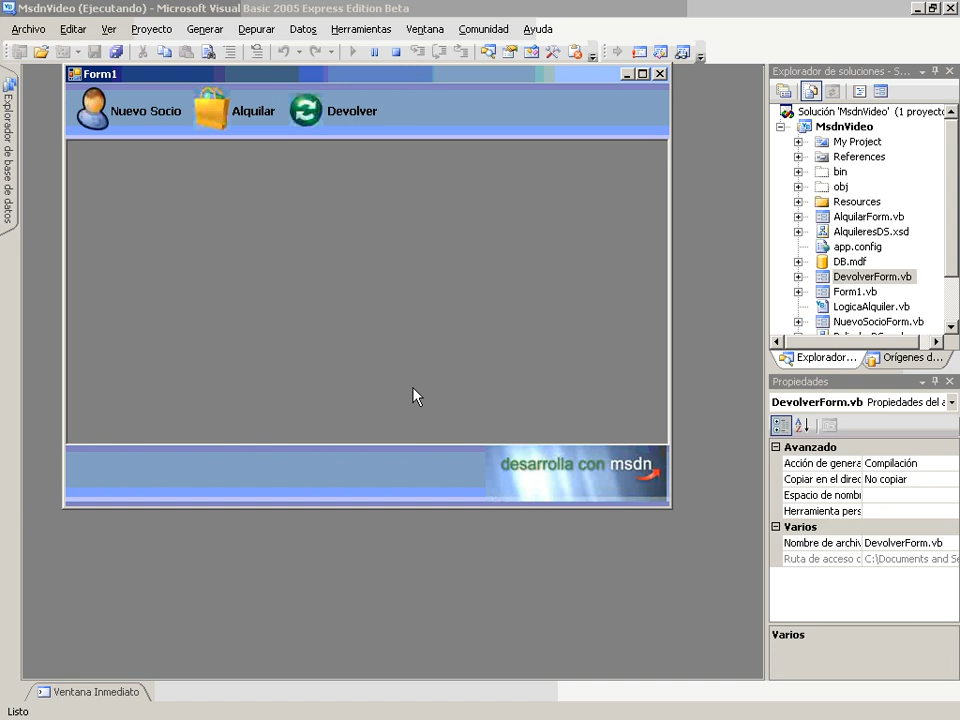 MsdnVideo (Ejecutando) - Microsoft Visual Basic 2005 Express Edition Beta
Archivo Editar Ver Proyecto Generar Depurar Datos Herramientas Ventana Comunidad Ayuda
Explorador de base de datos
Form1
Nuevo Socio Alquilar Devolver
desarrolla con msdn
Explorador de soluciones - S...
Solución 'MsdnVideo' (1 proyecto
MsdnVideo
My Project
References
bin
obj
Resources
AlquilarForm.vb
AlquileresDS.xsd
app.config
DB.mdf
DevolverForm.vb
Form1.vb
LogicaAlquiler.vb
NuevoSocioForm.vb
Explorador... Orígenes d...
Propiedades
DevolverForm.vb Propiedades del a
Avanzado
Acción de genera Compilación
Copiar en el direc No copiar
Espacio de nomb
Herramienta pers
Varios
Nombre de archiv DevolverForm.vb
Ruta de acceso c C:\Documents and Se
Varios
Ventana Inmediato
Listo